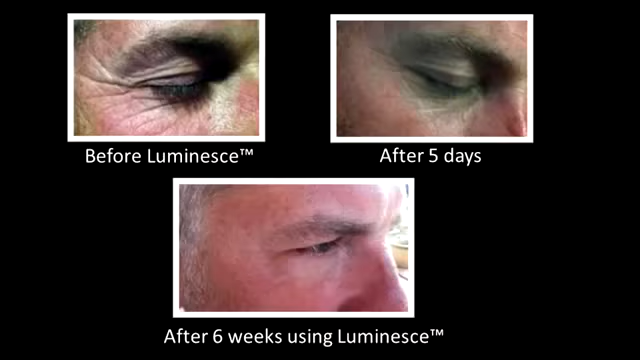 Before Luminesce™
After 5 days
After 6 weeks using Luminesce™